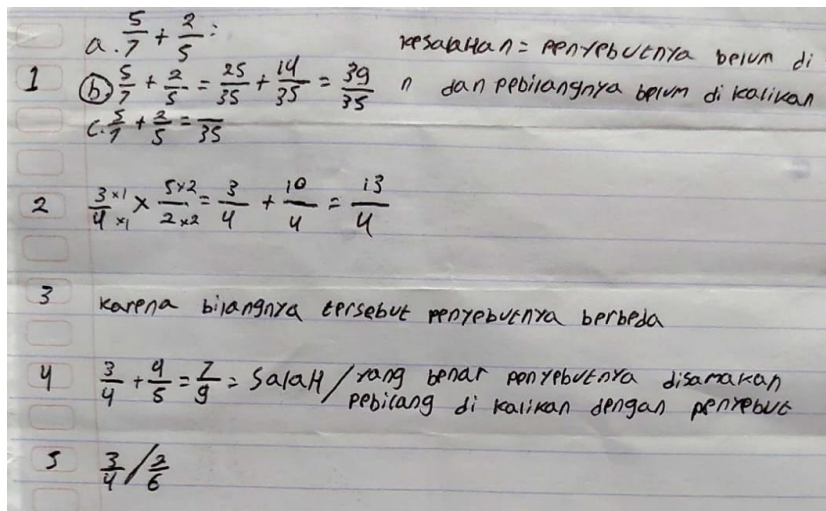 a. 5/7 + 2/5 :
kesalahan = penyebutnya belum di
1 (b) 5/7 + 2/5 = 25/35 + 14/35 = 39/35 n dan pebilangnya belum di kalikan
c. 5/7 + 2/5 = /35
2 3×1/4×1 × 5×2/2×2 = 3/4 + 10/4 = 13/4
3 karena bilangnya tersebut penyebutnya berbeda
4 3/4 + 4/5 = 7/9 = SalaH / yang benar penyebutnya disamakan
pebilang di kalikan dengan penyebut
5 3/4 / 2/6